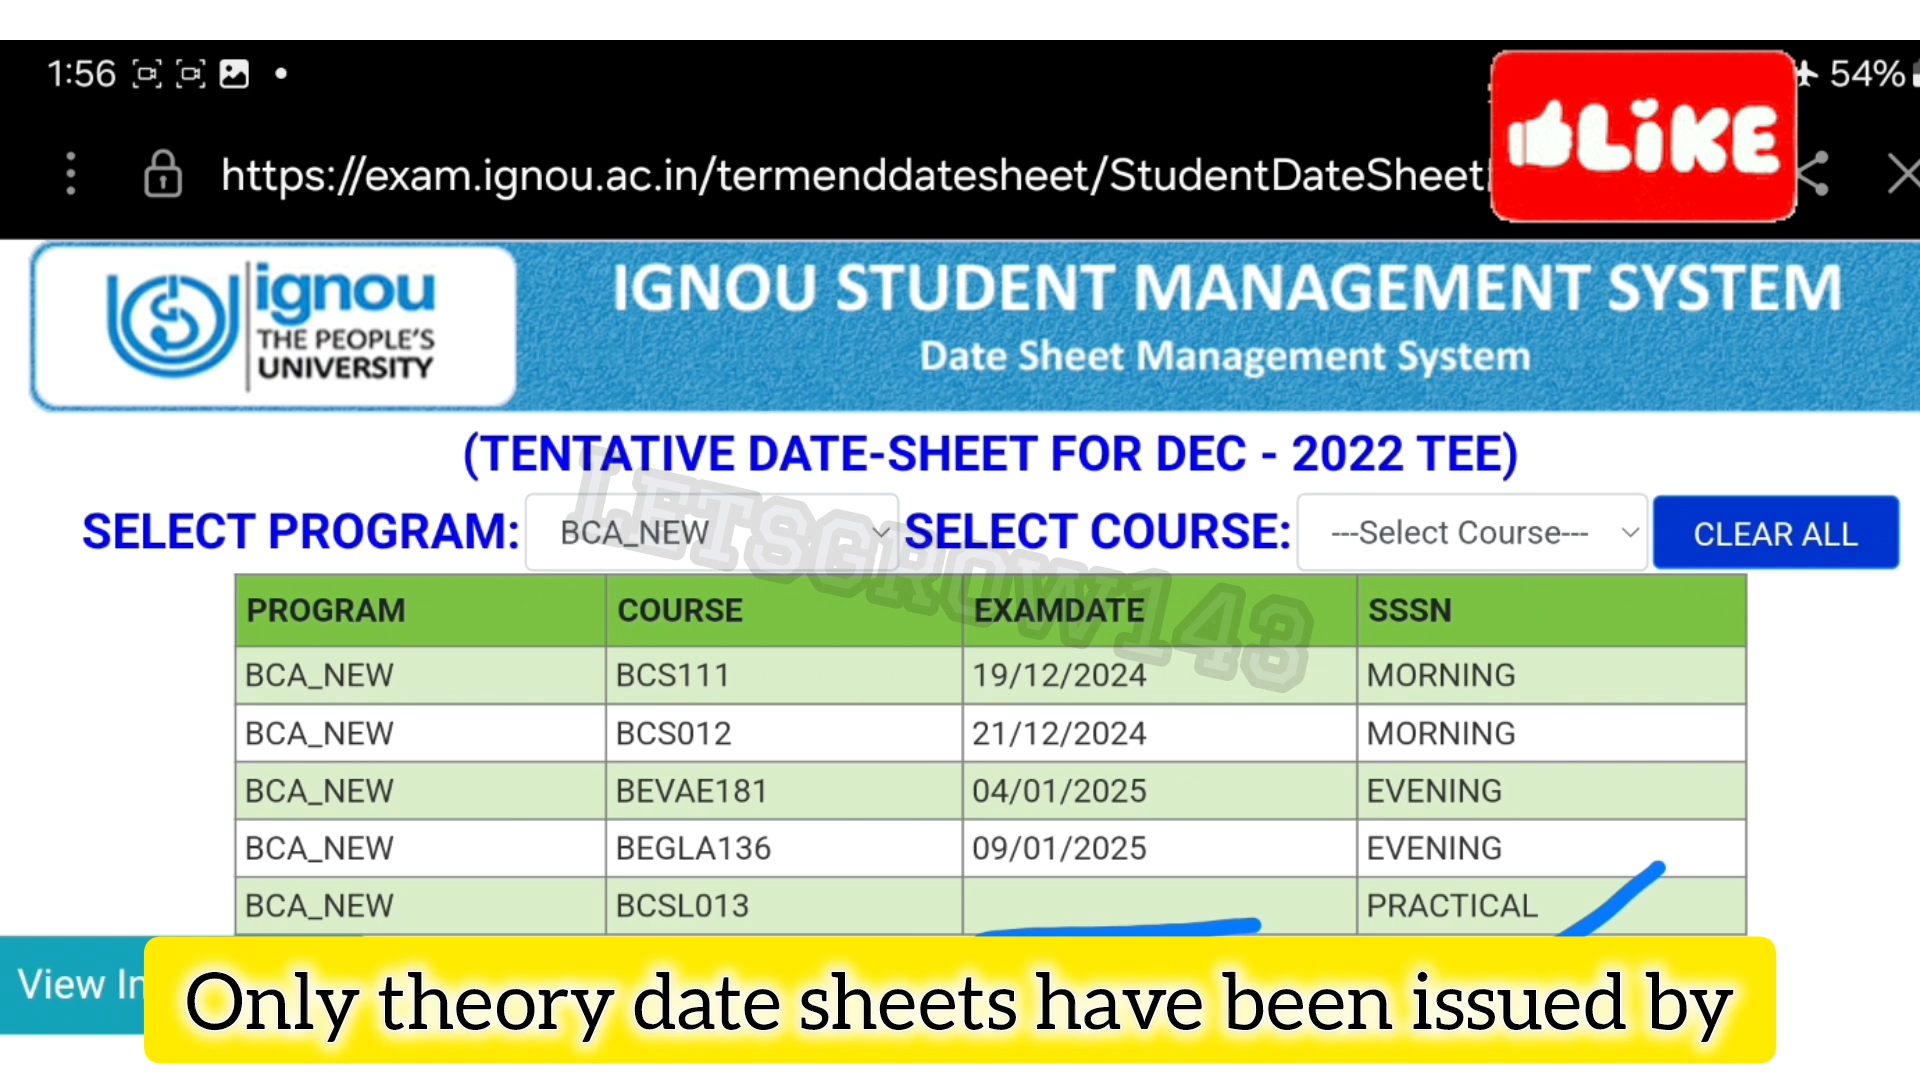 1:56
54%
LiKE
https://exam.ignou.ac.in/termenddatesheet/StudentDateSheet
ignou
THE PEOPLE'S
UNIVERSITY
IGNOU STUDENT MANAGEMENT SYSTEM
Date Sheet Management System
(TENTATIVE DATE-SHEET FOR DEC - 2022 TEE)
SELECT PROGRAM: BCA_NEW SELECT COURSE: ---Select Course--- CLEAR ALL
LETSGROW143
PROGRAM COURSE EXAMDATE SSSN
BCA_NEW BCS111 19/12/2024 MORNING
BCA_NEW BCS012 21/12/2024 MORNING
BCA_NEW BEVAE181 04/01/2025 EVENING
BCA_NEW BEGLA136 09/01/2025 EVENING
BCA_NEW BCSL013 PRACTICAL
View In
Only theory date sheets have been issued by